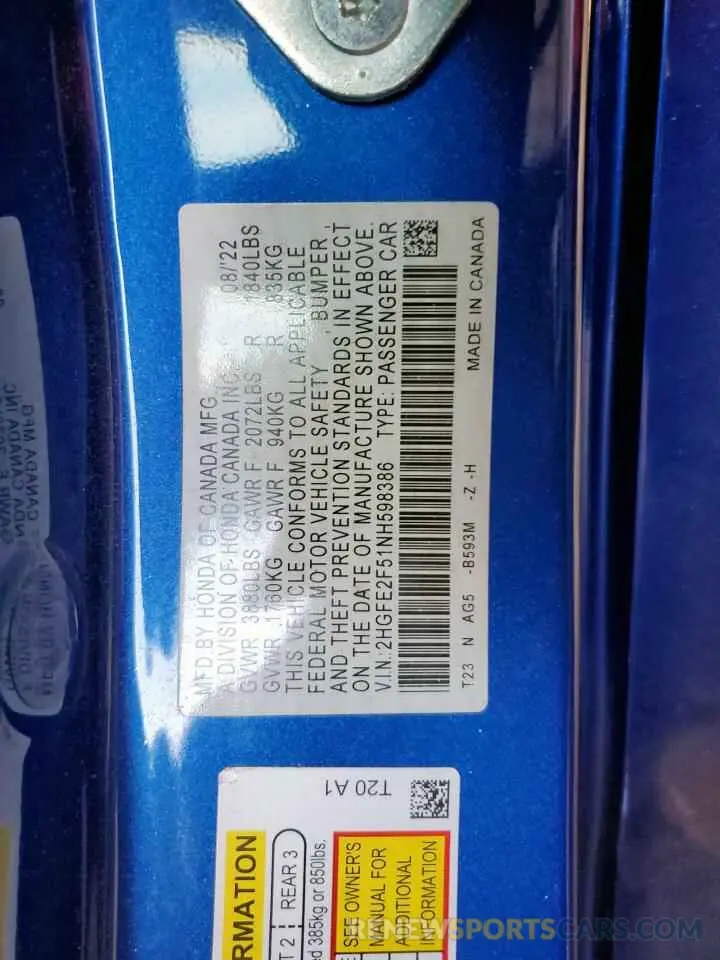 MFD BY HONDA OF CANADA MFG.
A DIVISION OF HONDA CANADA INC. 08/'22
GVWR 3880LBS GAWR F 2072LBS R 1840LBS
GVWR 1760KG GAWR F 940KG R 835KG
THIS VEHICLE CONFORMS TO ALL APPLICABLE
FEDERAL MOTOR VEHICLE SAFETY, BUMPER,
AND THEFT PREVENTION STANDARDS IN EFFECT
ON THE DATE OF MANUFACTURE SHOWN ABOVE.
V.I.N.:2HGFE2F51NH598386 TYPE: PASSENGER CAR
T23 N AG5 -B593M -Z -H MADE IN CANADA
T20 A1
RMATION
T 2 REAR 3
ed 385kg or 850lbs.
SEE OWNER'S
MANUAL FOR
ADDITIONAL
INFORMATION
RENEWSPORTSCARS.COM